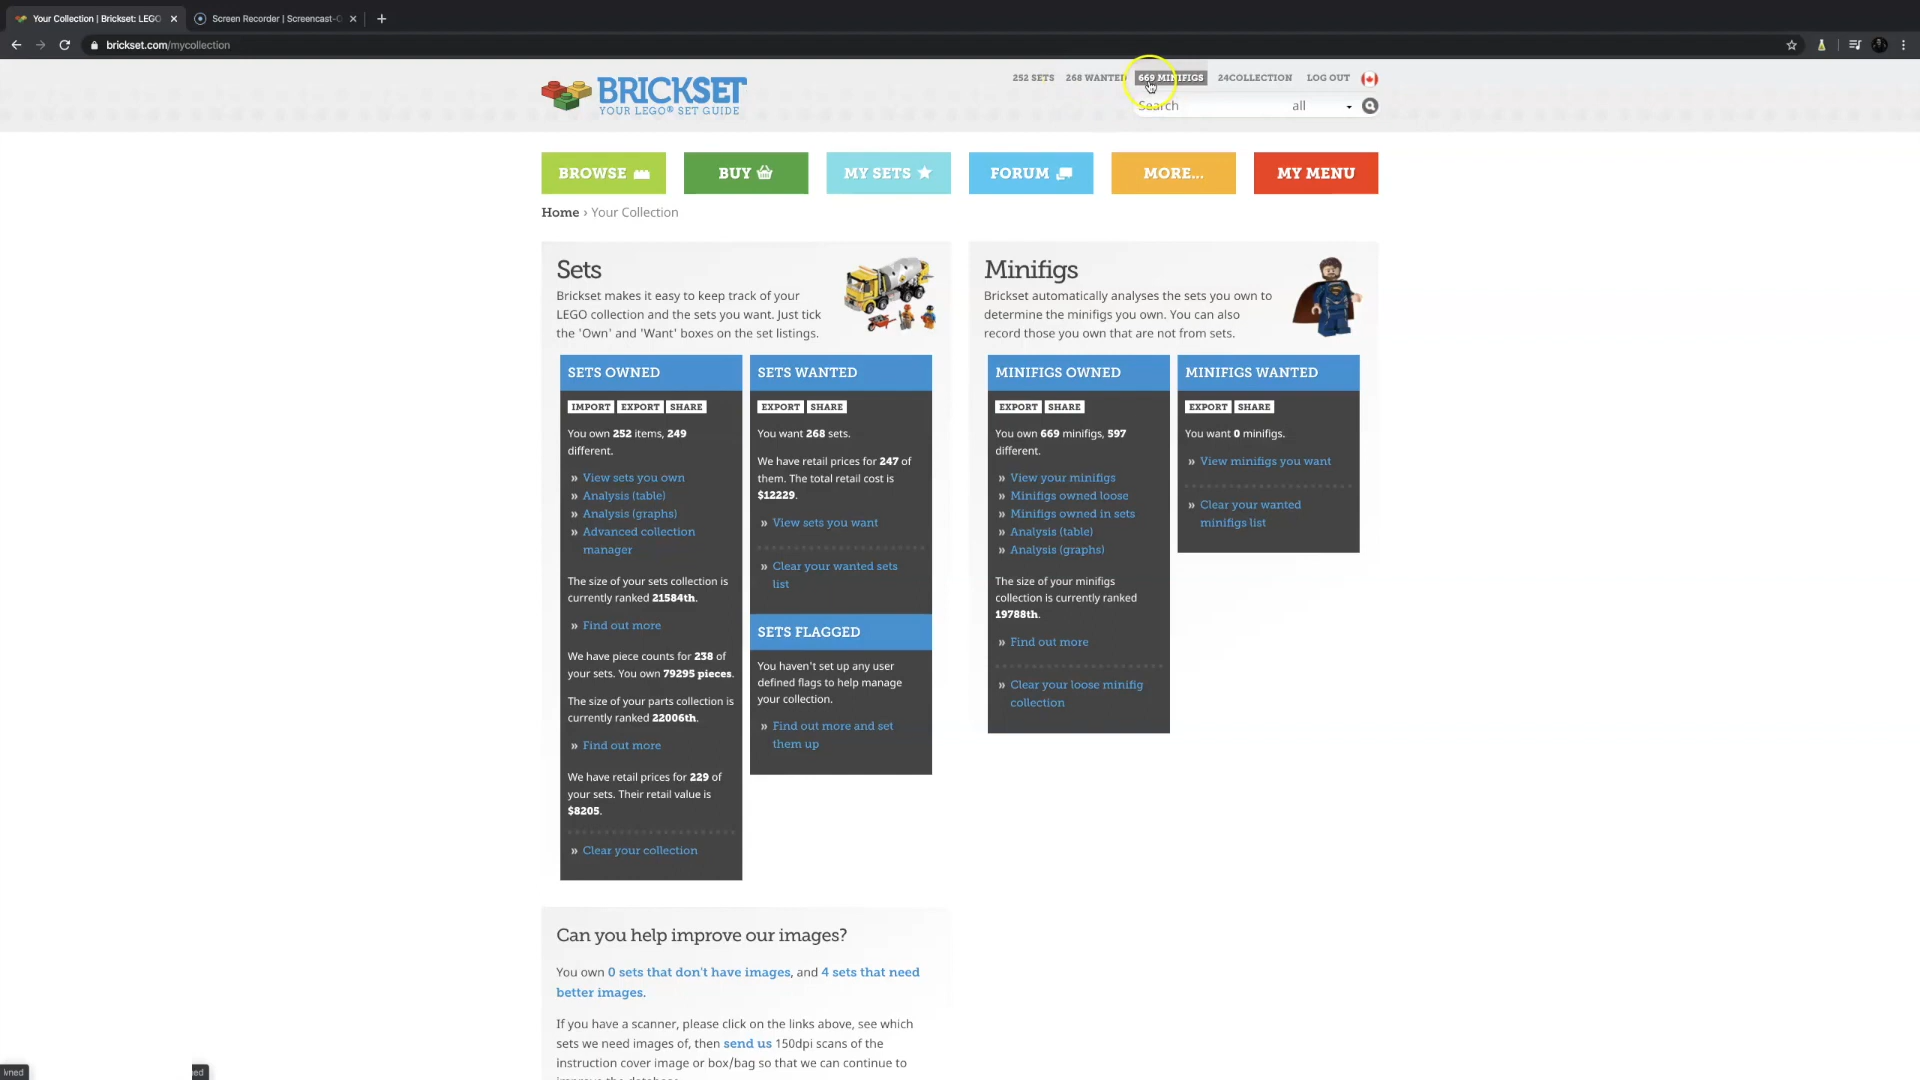 Your Collection | Brickset: LEGO
Screen Recorder | Screencast-O
brickset.com/mycollection
252 SETS
268 WANTED
669 MINIFIGS
24COLLECTION
LOG OUT
BRICKSET
YOUR LEGO® SET GUIDE
Search
all
BROWSE
BUY
MY SETS
FORUM
MORE...
MY MENU
Home › Your Collection
Sets
Brickset makes it easy to keep track of your
LEGO collection and the sets you want. Just tick
the 'Own' and 'Want' boxes on the set listings.
SETS OWNED
IMPORT EXPORT SHARE
You own 252 items, 249
different.
» View sets you own
» Analysis (table)
» Analysis (graphs)
» Advanced collection
manager
The size of your sets collection is
currently ranked 21584th.
» Find out more
We have piece counts for 238 of
your sets. You own 79295 pieces.
The size of your parts collection is
currently ranked 22006th.
» Find out more
We have retail prices for 229 of
your sets. Their retail value is
$8205.
» Clear your collection
SETS WANTED
EXPORT SHARE
You want 268 sets.
We have retail prices for 247 of
them. The total retail cost is
$12229.
» View sets you want
» Clear your wanted sets
list
SETS FLAGGED
You haven't set up any user
defined flags to help manage
your collection.
» Find out more and set
them up
Minifigs
Brickset automatically analyses the sets you own to
determine the minifigs you own. You can also
record those you own that are not from sets.
MINIFIGS OWNED
EXPORT SHARE
You own 669 minifigs, 597
different.
» View your minifigs
» Minifigs owned loose
» Minifigs owned in sets
» Analysis (table)
» Analysis (graphs)
The size of your minifigs
collection is currently ranked
19788th.
» Find out more
» Clear your loose minifig
collection
MINIFIGS WANTED
EXPORT SHARE
You want 0 minifigs.
» View minifigs you want
» Clear your wanted
minifigs list
Can you help improve our images?
You own 0 sets that don't have images, and 4 sets that need
better images.
If you have a scanner, please click on the links above, see which
sets we need images of, then send us 150dpi scans of the
instruction cover image or box/bag so that we can continue to